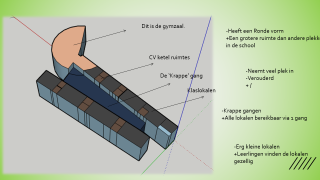 Dit is de gymzaal.
CV ketel ruimtes
De 'Krappe' gang
Klaslokalen
-Heeft een Ronde vorm
+Een grotere ruimte dan andere plekken
in de school
-Neemt veel plek in
-Verouderd
+ /
-Krappe gangen
+Alle lokalen bereikbaar via 1 gang
-Erg kleine lokalen
+Leerlingen vinden de lokalen
gezellig